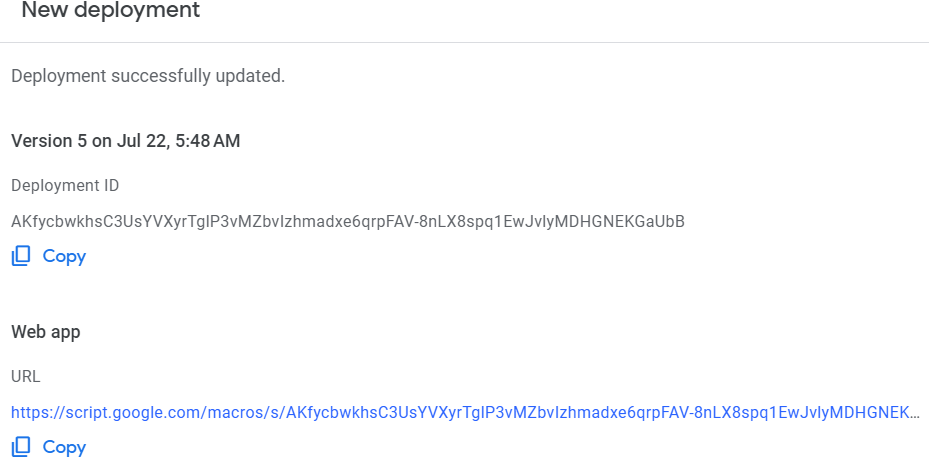 New deployment
Deployment successfully updated.
Version 5 on Jul 22, 5:48 AM
Deployment ID
AKfycbwkhsC3UsYVXyrTglP3vMZbvIzhmadxe6qrpFAV-8nLX8spq1EwJvlyMDHGNEKGaUbB
Copy
Web app
URL
https://script.google.com/macros/s/AKfycbwkhsC3UsYVXyrTglP3vMZbvIzhmadxe6qrpFAV-8nLX8spq1EwJvlyMDHGNEK...
Copy